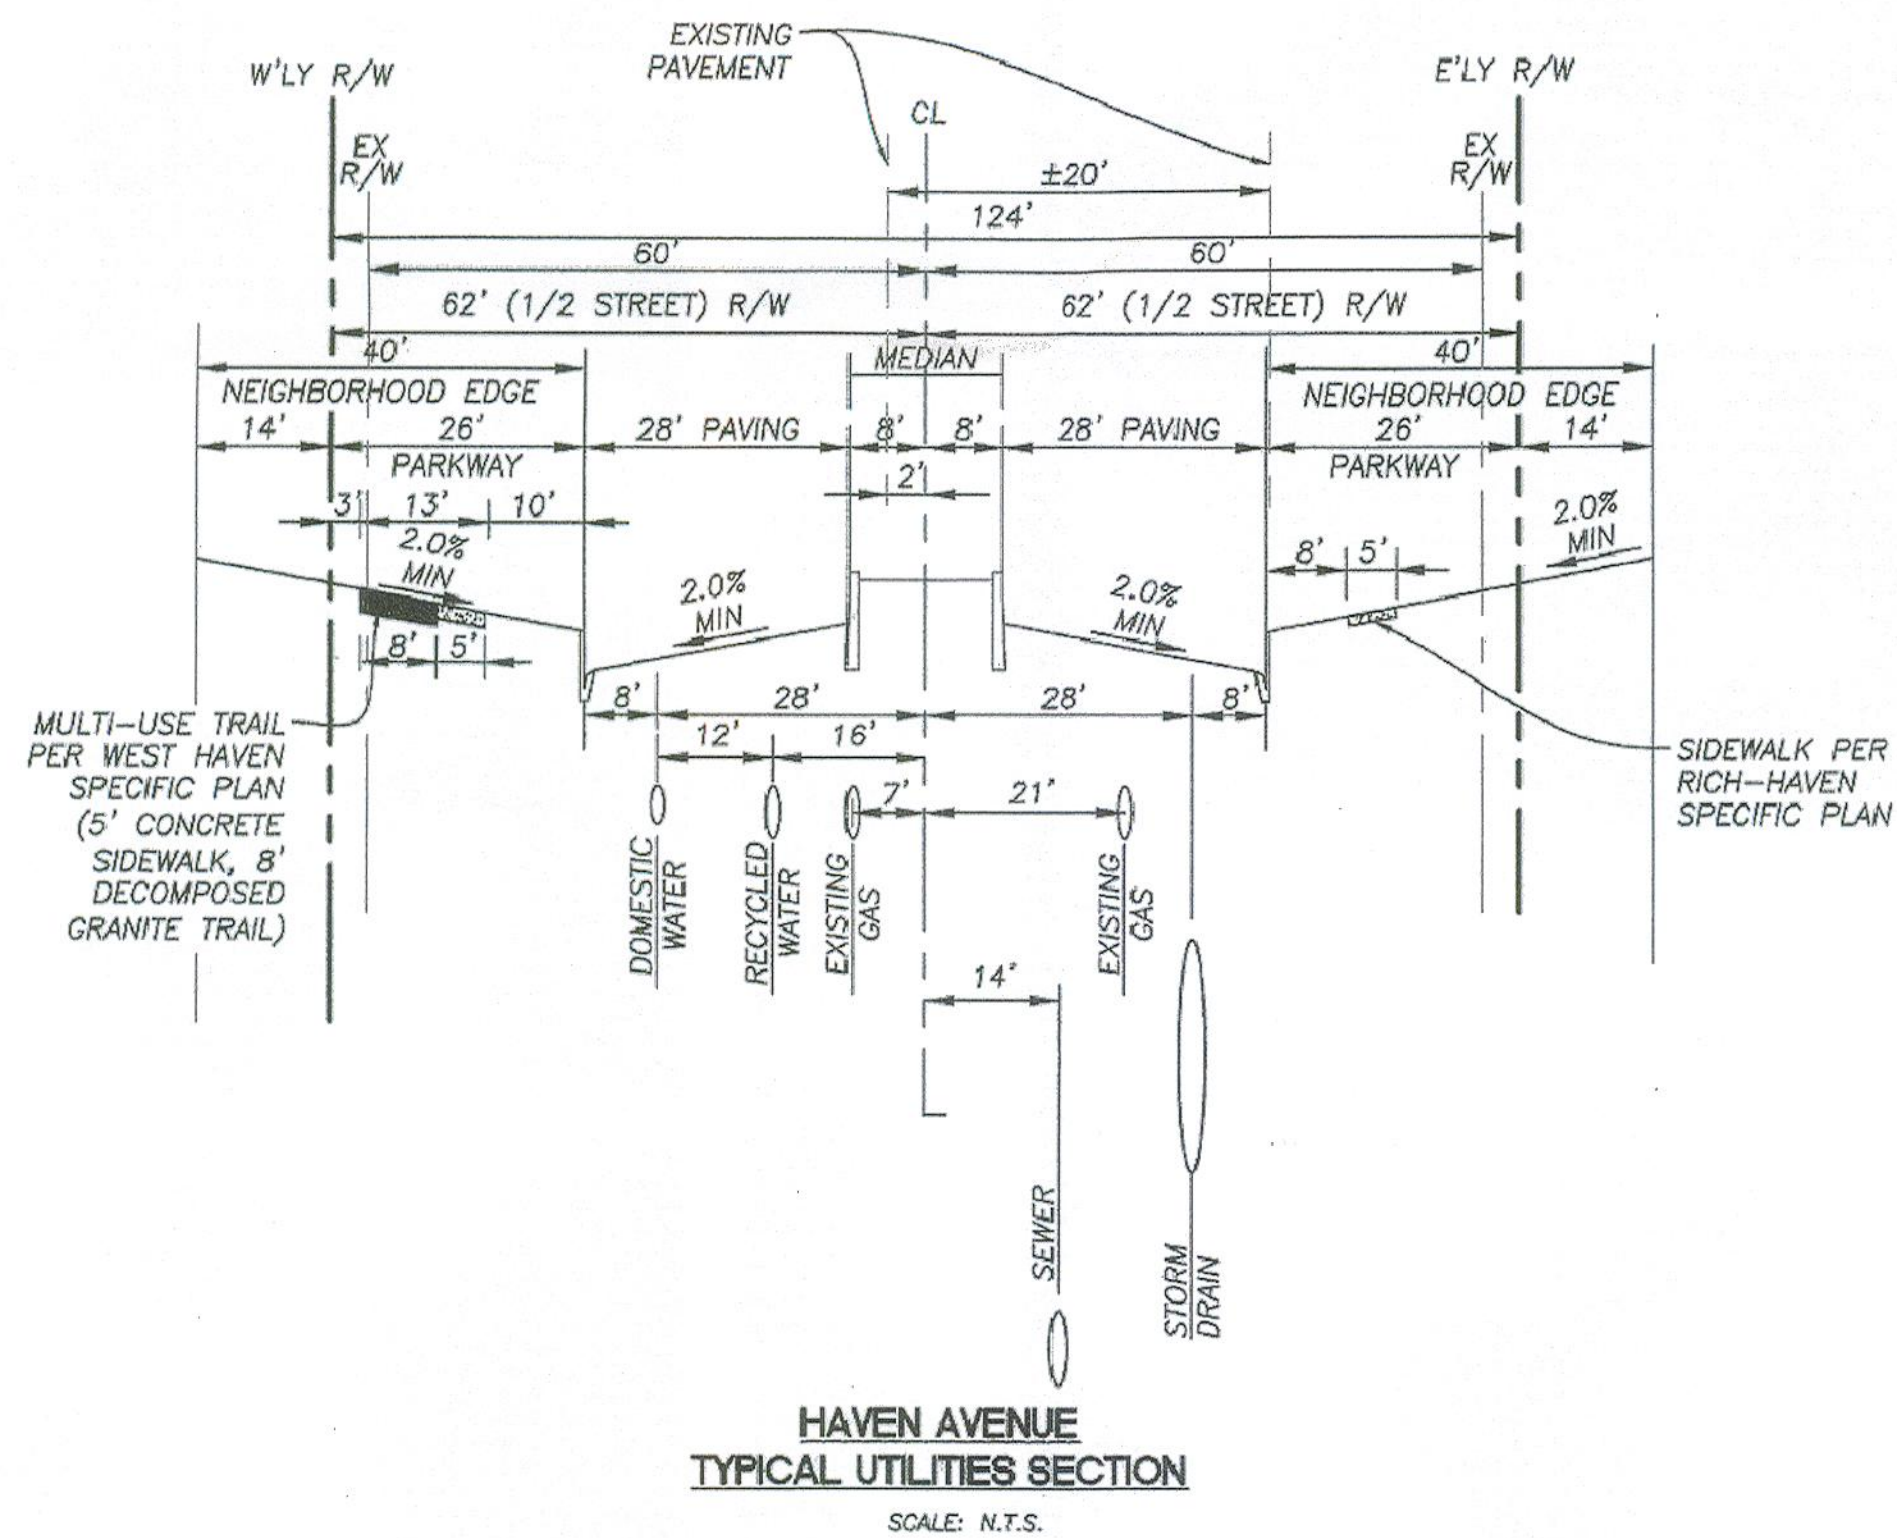 EXISTING
PAVEMENT
W'LY R/W
E'LY R/W
CL
EX
R/W
EX
R/W
±20'
124'
60'
60'
62' (1/2 STREET) R/W
62' (1/2 STREET) R/W
40'
MEDIAN
40'
NEIGHBORHOOD EDGE
NEIGHBORHOOD EDGE
14'
26'
28' PAVING
8'
8'
28' PAVING
26'
14'
PARKWAY
PARKWAY
2'
3'
13'
10'
2.0%
MIN
2.0%
MIN
2.0%
MIN
2.0%
MIN
8'
5'
8'
5'
8'
28'
28'
8'
12'
16'
7'
21'
MULTI-USE TRAIL
PER WEST HAVEN
SPECIFIC PLAN
(5' CONCRETE
SIDEWALK, 8'
DECOMPOSED
GRANITE TRAIL)
SIDEWALK PER
RICH-HAVEN
SPECIFIC PLAN
DOMESTIC
WATER
RECYCLED
WATER
EXISTING
GAS
EXISTING
GAS
14'
SEWER
STORM
DRAIN
HAVEN AVENUE
TYPICAL UTILITIES SECTION
SCALE: N.T.S.